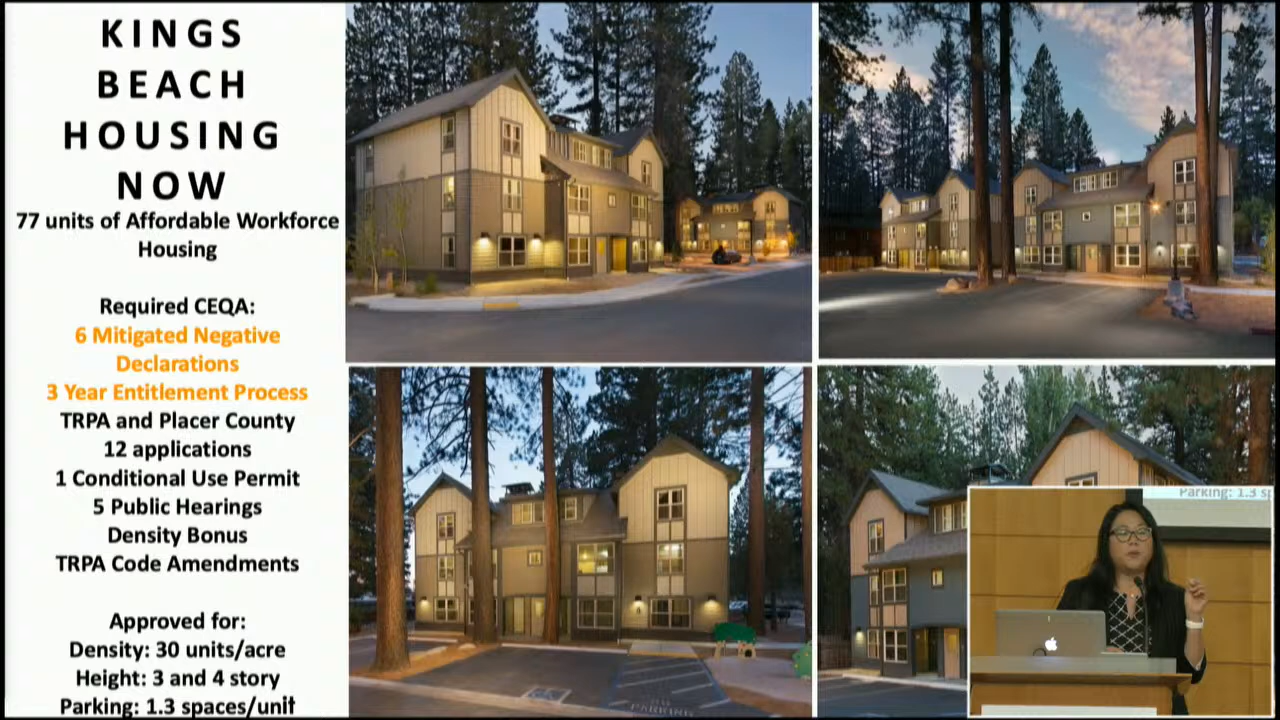 KINGS
BEACH
HOUSING
NOW
77 units of Affordable Workforce
Housing
Required CEQA:
6 Mitigated Negative
Declarations
3 Year Entitlement Process
TRPA and Placer County
12 applications
1 Conditional Use Permit
5 Public Hearings
Density Bonus
TRPA Code Amendments
Approved for:
Density: 30 units/acre
Height: 3 and 4 story
Parking: 1.3 spaces/unit
Parking: 1.3 sp